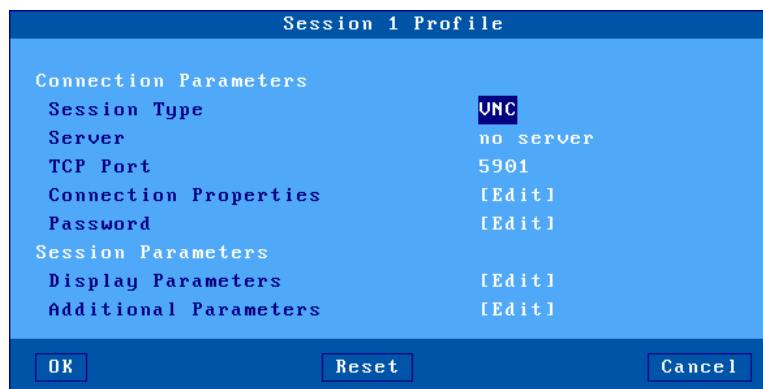 Session 1 Profile
Connection Parameters
Session Type VNC
Server no server
TCP Port 5901
Connection Properties [Edit]
Password [Edit]
Session Parameters
Display Parameters [Edit]
Additional Parameters [Edit]
OK Reset Cancel